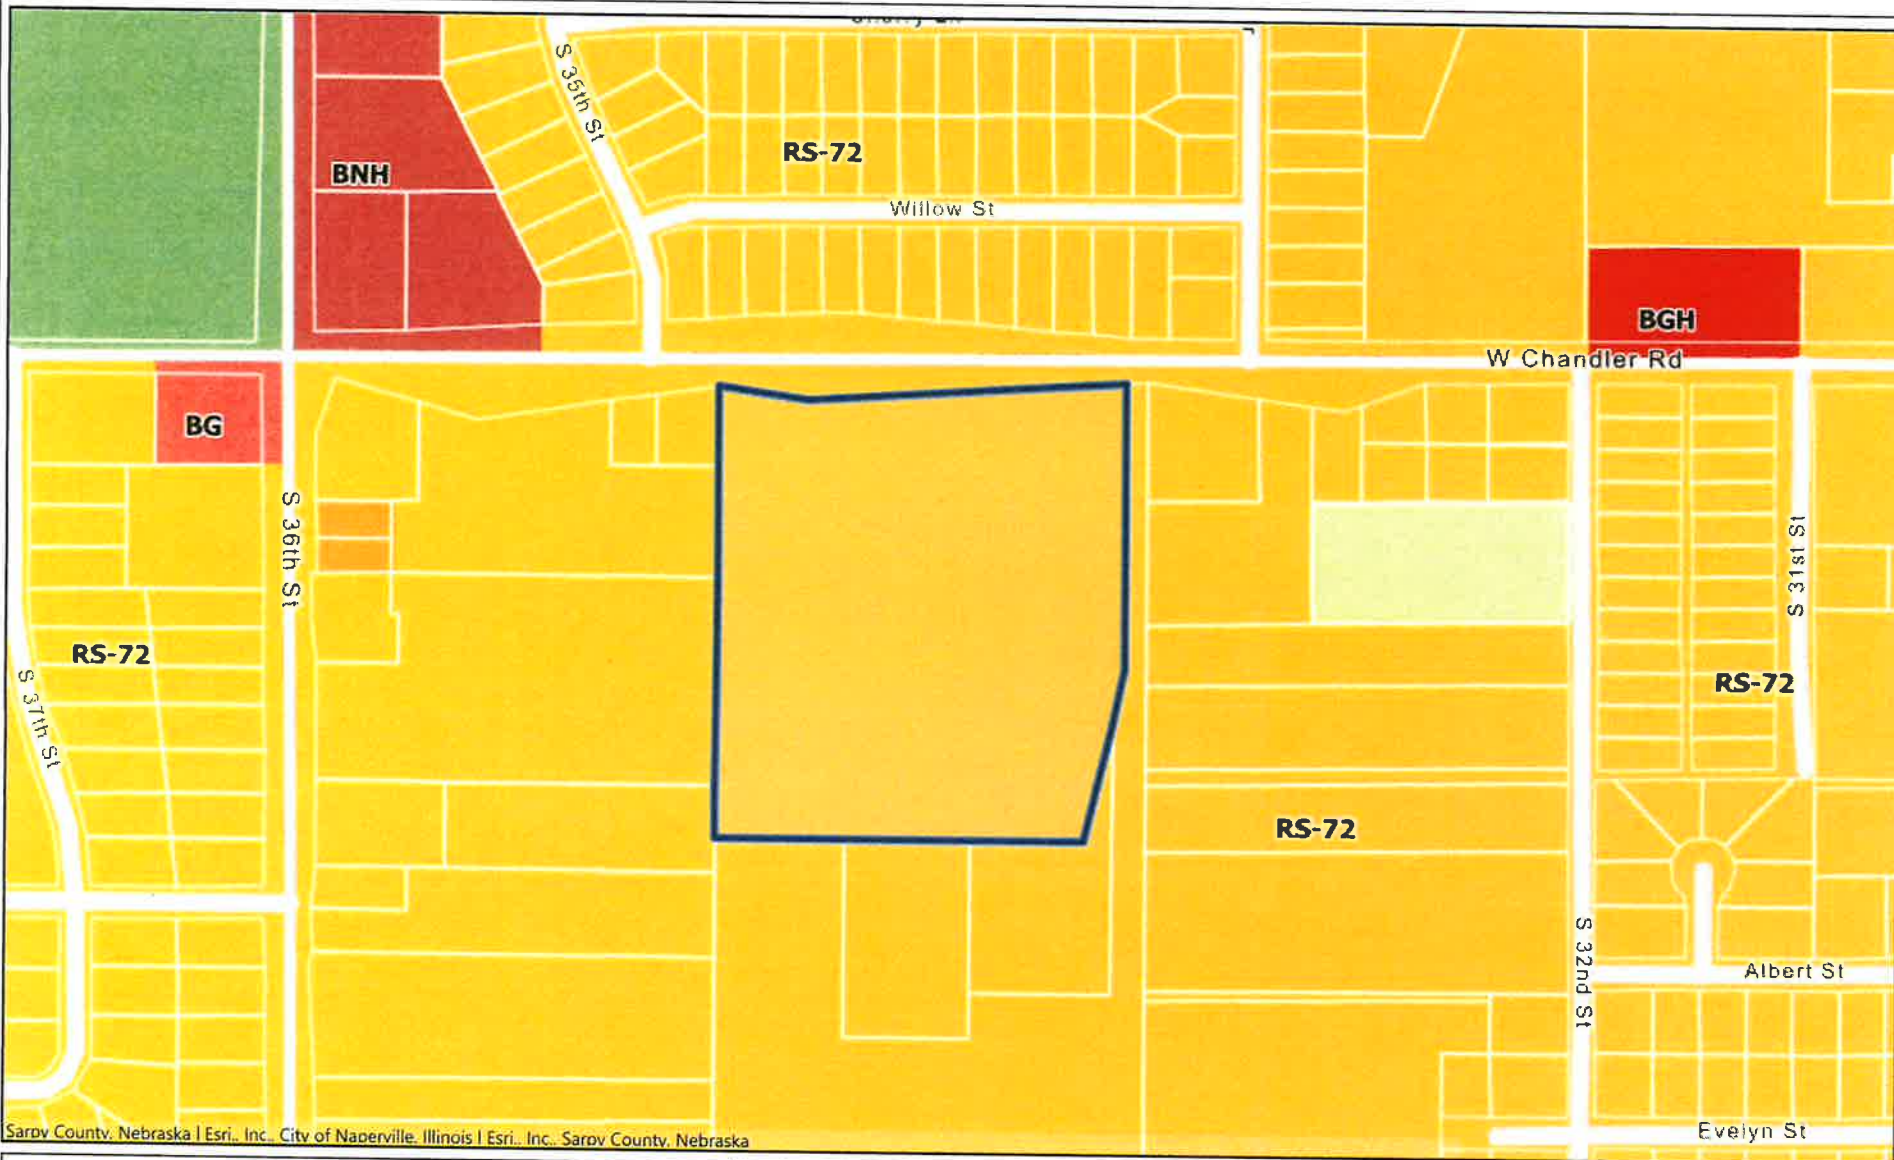 S 35th St
RS-72
BNH
Willow St
BGH
W Chandler Rd
BG
S 36th St
S 31st St
RS-72
S 37th St
RS-72
RS-72
S 32nd St
Albert St
Evelyn St
Sarpy County, Nebraska | Esri., Inc., City of Naperville, Illinois | Esri., Inc., Sarpy County, Nebraska